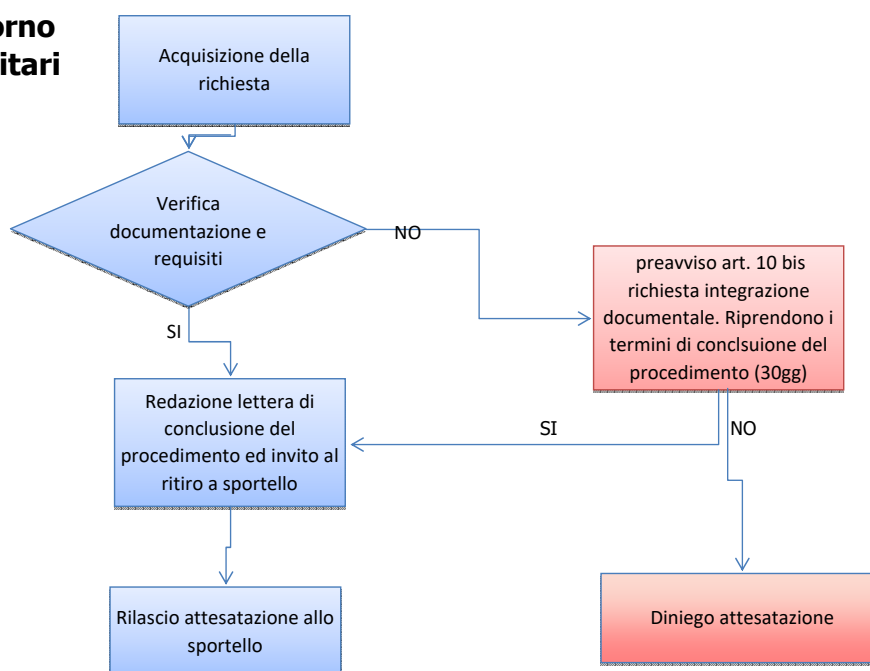 orno
itari
Acquisizione della
richiesta
Verifica
documentazione e
requisiti
NO
preavviso art. 10 bis
richiesta integrazione
documentale. Riprendono i
termini di conclsuione del
procedimento (30gg)
SI
Redazione lettera di
conclusione del
procedimento ed invito al
ritiro a sportello
SI
NO
Rilascio attesatazione allo
sportello
Diniego attesatazione